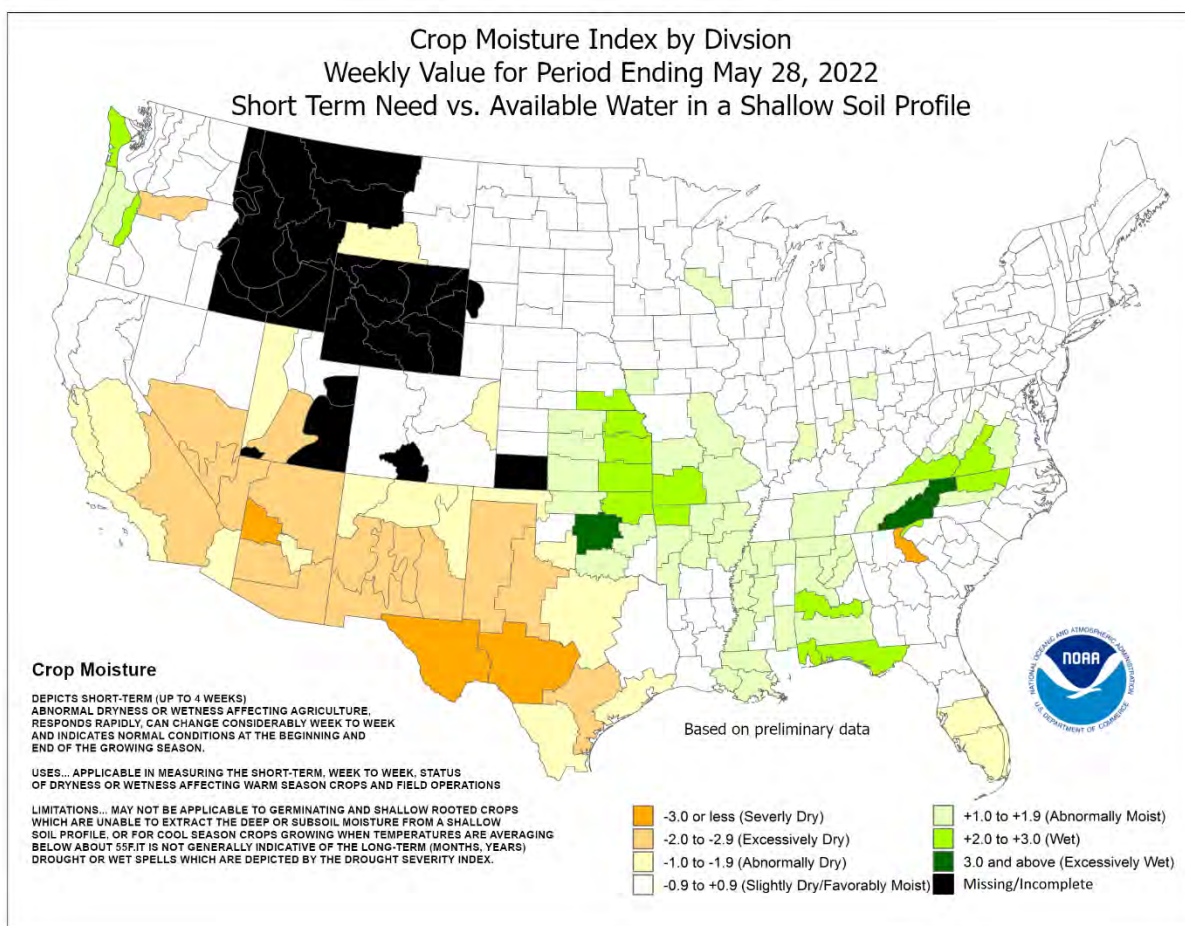 Crop Moisture Index by Divsion
Weekly Value for Period Ending May 28, 2022
Short Term Need vs. Available Water in a Shallow Soil Profile
Crop Moisture
DEPICTS SHORT-TERM (UP TO 4 WEEKS)
ABNORMAL DRYNESS OR WETNESS AFFECTING AGRICULTURE,
RESPONDS RAPIDLY, CAN CHANGE CONSIDERABLY WEEK TO WEEK
AND INDICATES NORMAL CONDITIONS AT THE BEGINNING AND
END OF THE GROWING SEASON.
USES... APPLICABLE IN MEASURING THE SHORT-TERM, WEEK TO WEEK, STATUS
OF DRYNESS OR WETNESS AFFECTING WARM SEASON CROPS AND FIELD OPERATIONS
LIMITATIONS... MAY NOT BE APPLICABLE TO GERMINATING AND SHALLOW ROOTED CROPS
WHICH ARE UNABLE TO EXTRACT THE DEEP OR SUBSOIL MOISTURE FROM A SHALLOW
SOIL PROFILE, OR FOR COOL SEASON CROPS GROWING WHEN TEMPERATURES ARE AVERAGING
BELOW ABOUT 55F.IT IS NOT GENERALLY INDICATIVE OF THE LONG-TERM (MONTHS, YEARS)
DROUGHT OR WET SPELLS WHICH ARE DEPICTED BY THE DROUGHT SEVERITY INDEX.
Based on preliminary data
NATIONAL OCEANIC AND ATMOSPHERIC ADMINISTRATION
NOAA
U.S. DEPARTMENT OF COMMERCE
-3.0 or less (Severly Dry)
-2.0 to -2.9 (Excessively Dry)
-1.0 to -1.9 (Abnormally Dry)
-0.9 to +0.9 (Slightly Dry/Favorably Moist)
+1.0 to +1.9 (Abnormally Moist)
+2.0 to +3.0 (Wet)
3.0 and above (Excessively Wet)
Missing/Incomplete